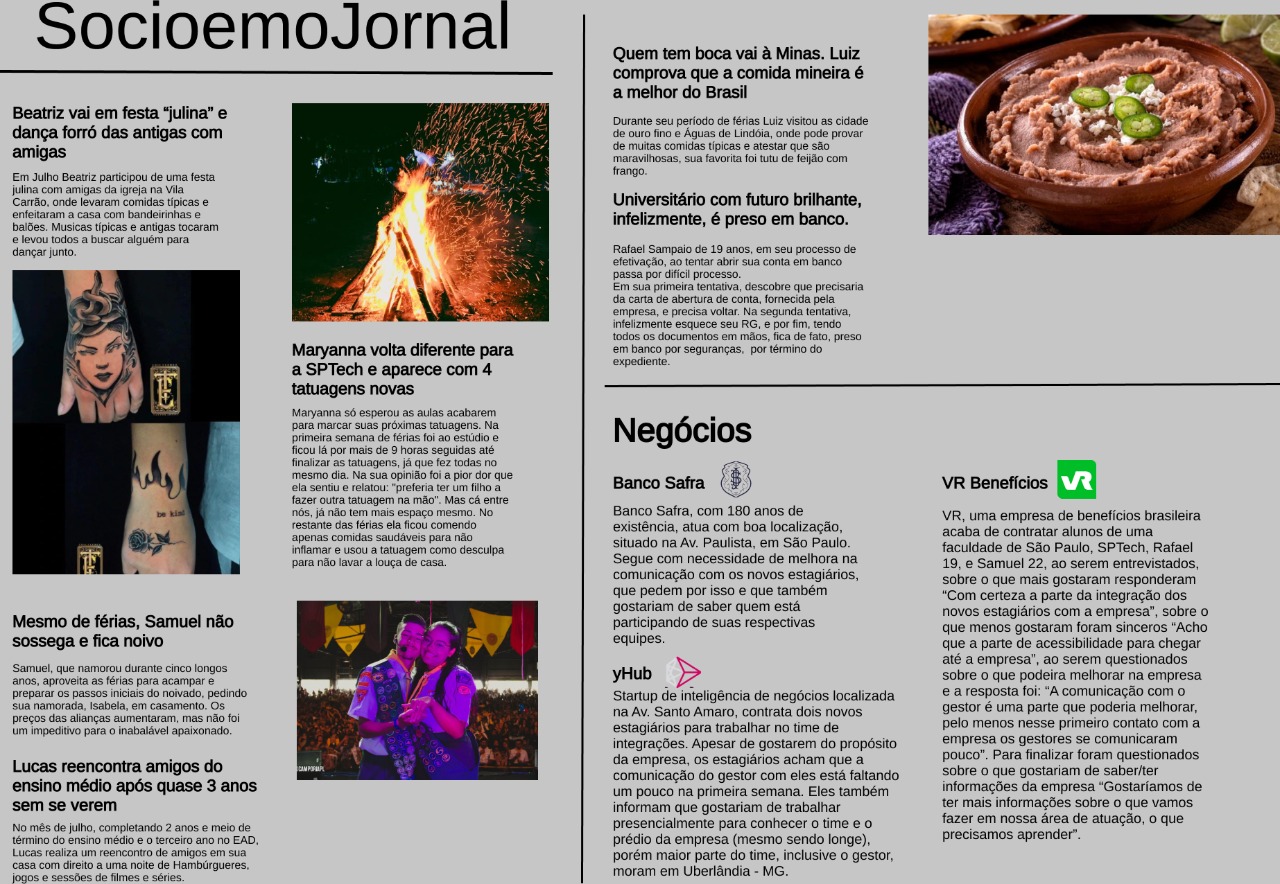 SocioemoJornal
Beatriz vai em festa “julina” e
dança forró das antigas com
amigas
Em Julho Beatriz participou de uma festa
julina com amigas da igreja na Vila
Carrão, onde levaram comidas típicas e
enfeitaram a casa com bandeirinhas e
balões. Musicas típicas e antigas tocaram
e levou todos a buscar alguém para
dançar junto.
be kind
Mesmo de férias, Samuel não
sossega e fica noivo
Samuel, que namorou durante cinco longos
anos, aproveita as férias para acampar e
preparar os passos iniciais do noivado, pedindo
sua namorada, Isabela, em casamento. Os
preços das alianças aumentaram, mas não foi
um impeditivo para o inabalável apaixonado.
Lucas reencontra amigos do
ensino médio após quase 3 anos
sem se verem
No mês de julho, completando 2 anos e meio de
término do ensino médio e o terceiro ano no EAD,
Lucas realiza um reencontro de amigos em sua
casa com direito a uma noite de Hambúrgueres,
jogos e sessões de filmes e séries.
Maryanna volta diferente para
a SPTech e aparece com 4
tatuagens novas
Maryanna só esperou as aulas acabarem
para marcar suas próximas tatuagens. Na
primeira semana de férias foi ao estúdio e
ficou lá por mais de 9 horas seguidas até
finalizar as tatuagens, já que fez todas no
mesmo dia. Na sua opinião foi a pior dor que
ela sentiu e relatou: "preferia ter um filho a
fazer outra tatuagem na mão”. Mas cá entre
nós, já não tem mais espaço mesmo. No
restante das férias ela ficou comendo
apenas comidas saudáveis para não
inflamar e usou a tatuagem como desculpa
para não lavar a louça de casa.
Quem tem boca vai à Minas. Luiz
comprova que a comida mineira é
a melhor do Brasil
Durante seu período de férias Luiz visitou as cidade
de ouro fino e Águas de Lindóia, onde pode provar
de muitas comidas típicas e atestar que são
maravilhosas, sua favorita foi tutu de feijão com
frango.
Universitário com futuro brilhante,
infelizmente, é preso em banco.
Rafael Sampaio de 19 anos, em seu processo de
efetivação, ao tentar abrir sua conta em banco
passa por difícil processo.
Em sua primeira tentativa, descobre que precisaria
da carta de abertura de conta, fornecida pela
empresa, e precisa voltar. Na segunda tentativa,
infelizmente esquece seu RG, e por fim, tendo
todos os documentos em mãos, fica de fato, preso
em banco por seguranças,  por término do
expediente.
Negócios
Banco Safra
Banco Safra, com 180 anos de
existência, atua com boa localização,
situado na Av. Paulista, em São Paulo.
Segue com necessidade de melhora na
comunicação com os novos estagiários,
que pedem por isso e que também
gostariam de saber quem está
participando de suas respectivas
equipes.
yHub
Startup de inteligência de negócios localizada
na Av. Santo Amaro, contrata dois novos
estagiários para trabalhar no time de
integrações. Apesar de gostarem do propósito
da empresa, os estagiários acham que a
comunicação do gestor com eles está faltando
um pouco na primeira semana. Eles também
informam que gostariam de trabalhar
presencialmente para conhecer o time e o
prédio da empresa (mesmo sendo longe),
porém maior parte do time, inclusive o gestor,
moram em Uberlândia - MG.
VR Benefícios
VR
VR, uma empresa de benefícios brasileira
acaba de contratar alunos de uma
faculdade de São Paulo, SPTech, Rafael
19, e Samuel 22, ao serem entrevistados,
sobre o que mais gostaram responderam
“Com certeza a parte da integração dos
novos estagiários com a empresa”, sobre o
que menos gostaram foram sinceros “Acho
que a parte de acessibilidade para chegar
até a empresa”, ao serem questionados
sobre o que podeira melhorar na empresa
e a resposta foi: “A comunicação com o
gestor é uma parte que poderia melhorar,
pelo menos nesse primeiro contato com a
empresa os gestores se comunicaram
pouco”. Para finalizar foram questionados
sobre o que gostariam de saber/ter
informações da empresa “Gostaríamos de
ter mais informações sobre o que vamos
fazer em nossa área de atuação, o que
precisamos aprender”.